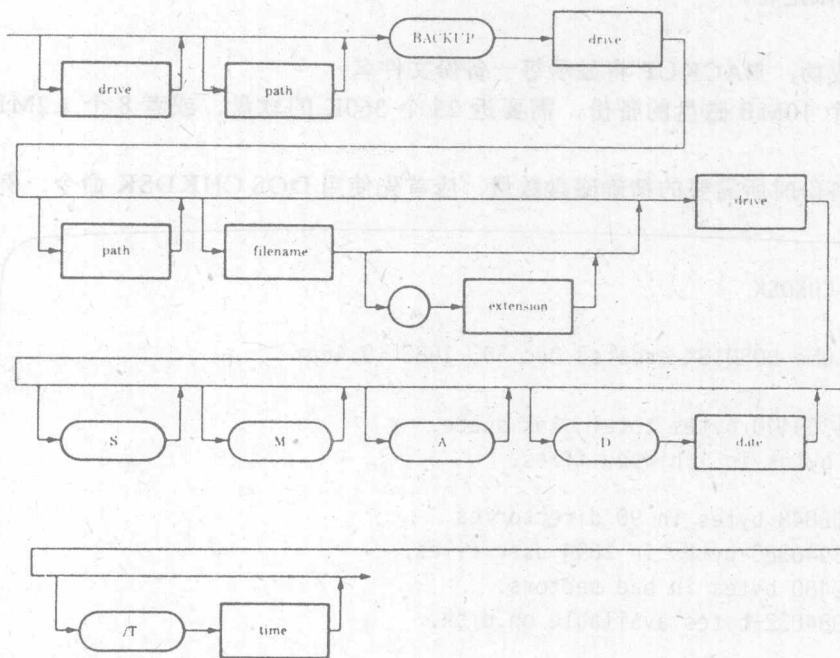 BACKUP
drive
drive
path
drive
path
filename
extension
S
M
A
D
date
/T
time